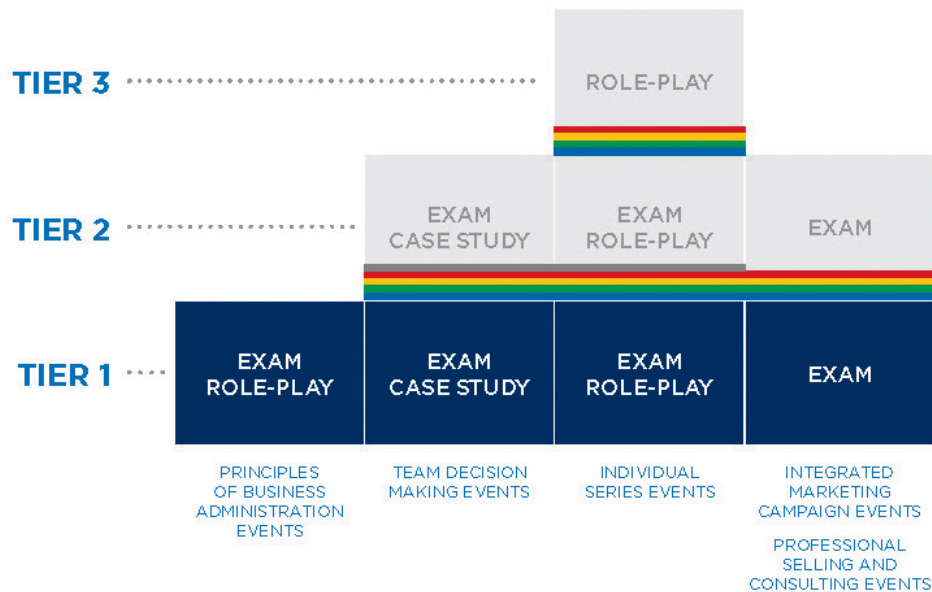 TIER 3
ROLE-PLAY
TIER 2
EXAM
CASE STUDY
EXAM
ROLE-PLAY
EXAM
TIER 1
EXAM
ROLE-PLAY
EXAM
CASE STUDY
EXAM
ROLE-PLAY
EXAM
PRINCIPLES
OF BUSINESS
ADMINISTRATION
EVENTS
TEAM DECISION
MAKING EVENTS
INDIVIDUAL
SERIES EVENTS
INTEGRATED
MARKETING
CAMPAIGN EVENTS
PROFESSIONAL
SELLING AND
CONSULTING EVENTS